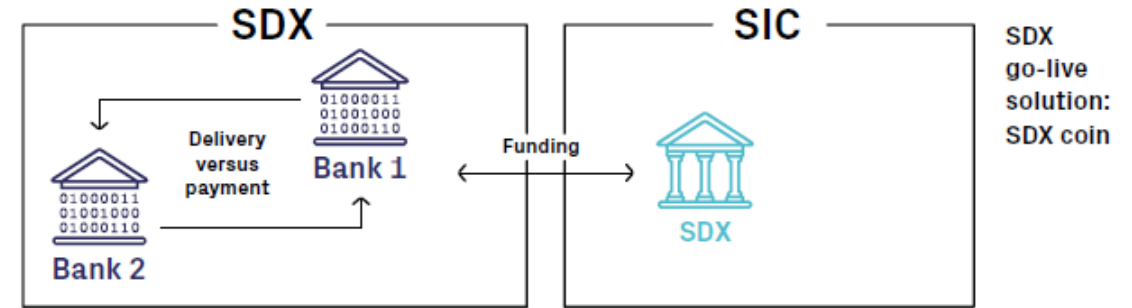 SDX
01000011
01001000
01000110
Bank 1
Delivery
versus
payment
01000011
01001000
01000110
Bank 2
Funding
SIC
SDX
SDX
go-live
solution:
SDX coin